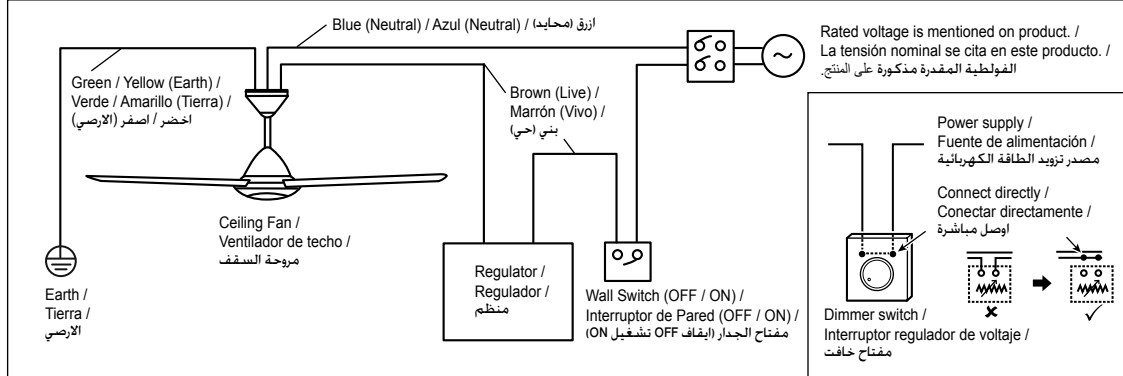 Blue (Neutral) / Azul (Neutral) / ازرق (محايد)
Rated voltage is mentioned on product. /
La tensión nominal se cita en este producto. /
الفولطية المقدرة مذكورة على المنتج.
Green / Yellow (Earth) /
Verde / Amarillo (Tierra) /
اخضر / اصفر (الارضي)
Brown (Live) /
Marrón (Vivo) /
بني (حي)
Ceiling Fan /
Ventilador de techo /
مروحة السقف
Earth /
Tierra /
الارضي
Regulator /
Regulador /
منظم
Wall Switch (OFF / ON) /
Interruptor de Pared (OFF / ON) /
مفتاح الجدار (ايقاف OFF تشغيل ON)
Power supply /
Fuente de alimentación /
مصدر تزويد الطاقة الكهربائية
Connect directly /
Conectar directamente /
اوصل مباشرة
Dimmer switch /
Interruptor regulador de voltaje /
مفتاح خافت